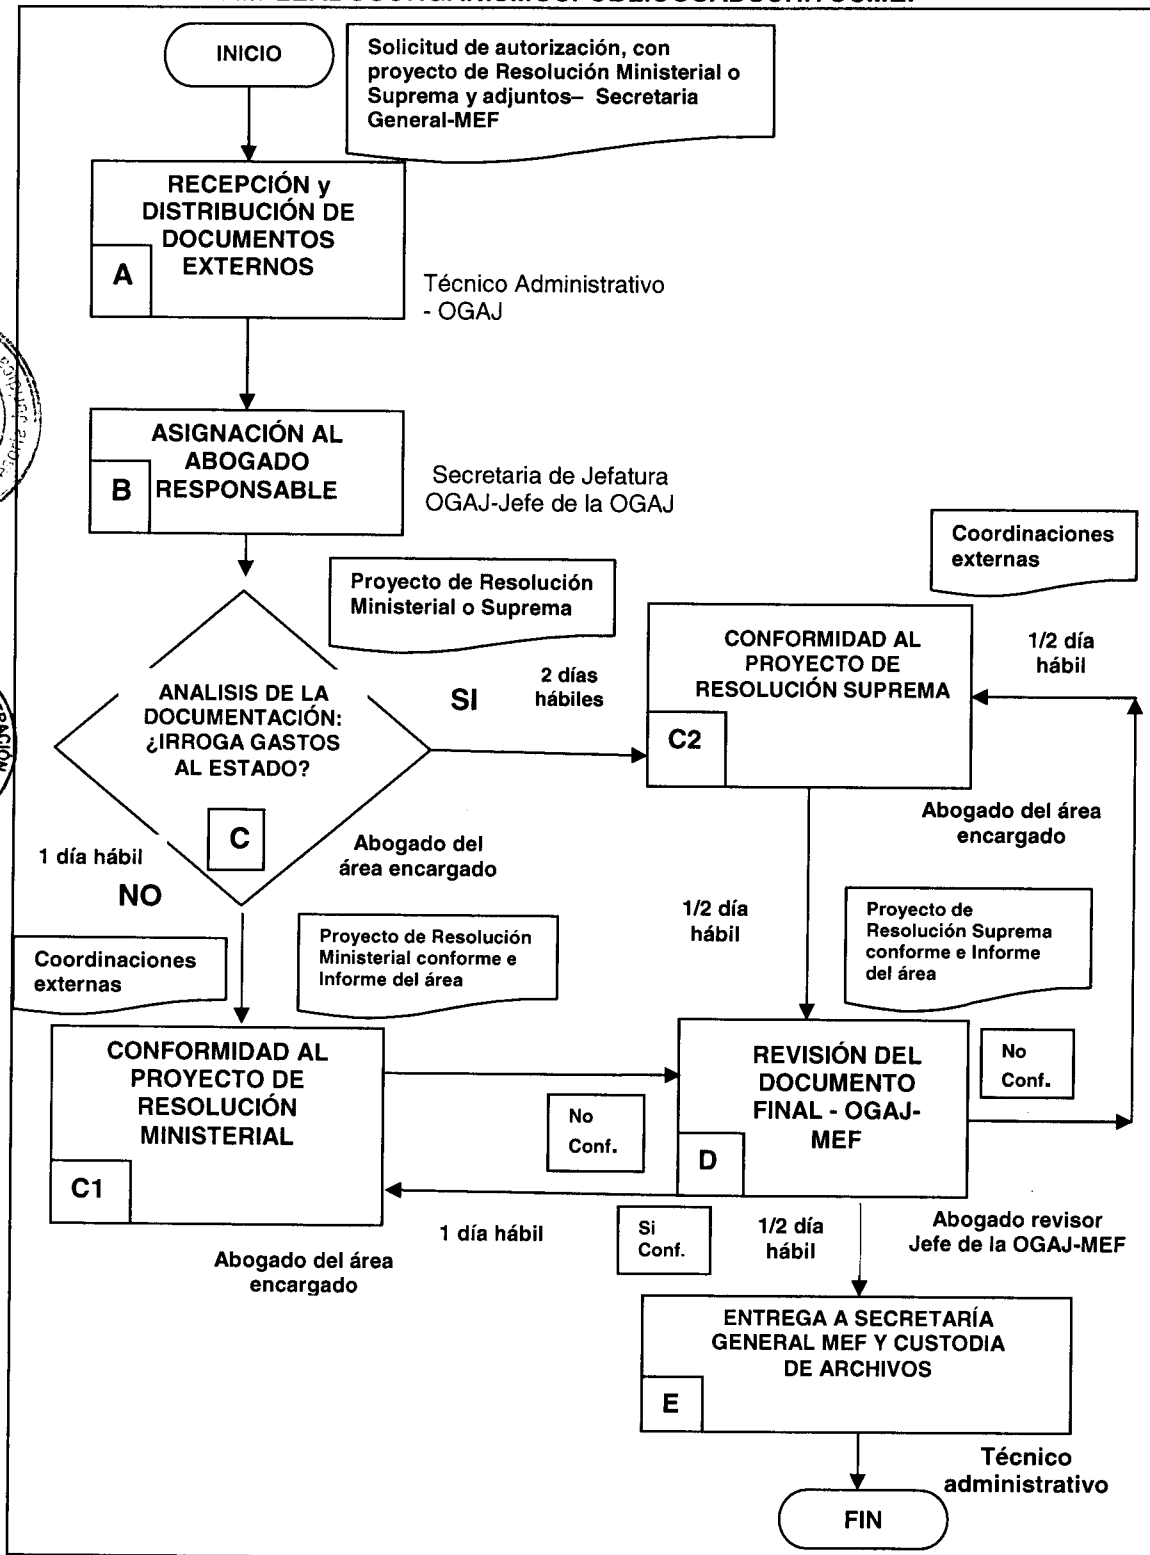 INICIO
Solicitud de autorización, con
proyecto de Resolución Ministerial o
Suprema y adjuntos– Secretaria
General-MEF
RECEPCIÓN y
DISTRIBUCIÓN DE
DOCUMENTOS
EXTERNOS
A
Técnico Administrativo
- OGAJ
ASIGNACIÓN AL
ABOGADO
RESPONSABLE
B
Secretaria de Jefatura
OGAJ-Jefe de la OGAJ
Coordinaciones
externas
Proyecto de Resolución
Ministerial o Suprema
CONFORMIDAD AL
PROYECTO DE
RESOLUCIÓN SUPREMA
C2
1/2 día
hábil
ANALISIS DE LA
DOCUMENTACIÓN:
¿IRROGA GASTOS
AL ESTADO?
C
SI
2 días
hábiles
Abogado del área
encargado
Abogado del
área encargado
1 día hábil
NO
1/2 día
hábil
Proyecto de
Resolución Suprema
conforme e Informe
del área
Coordinaciones
externas
Proyecto de Resolución
Ministerial conforme e
Informe del área
CONFORMIDAD AL
PROYECTO DE
RESOLUCIÓN
MINISTERIAL
C1
No
Conf.
REVISIÓN DEL
DOCUMENTO
FINAL - OGAJ-
MEF
D
No
Conf.
1 día hábil
Si
Conf.
1/2 día
hábil
Abogado revisor
Jefe de la OGAJ-MEF
Abogado del área
encargado
ENTREGA A SECRETARÍA
GENERAL MEF Y CUSTODIA
DE ARCHIVOS
E
Técnico
administrativo
FIN